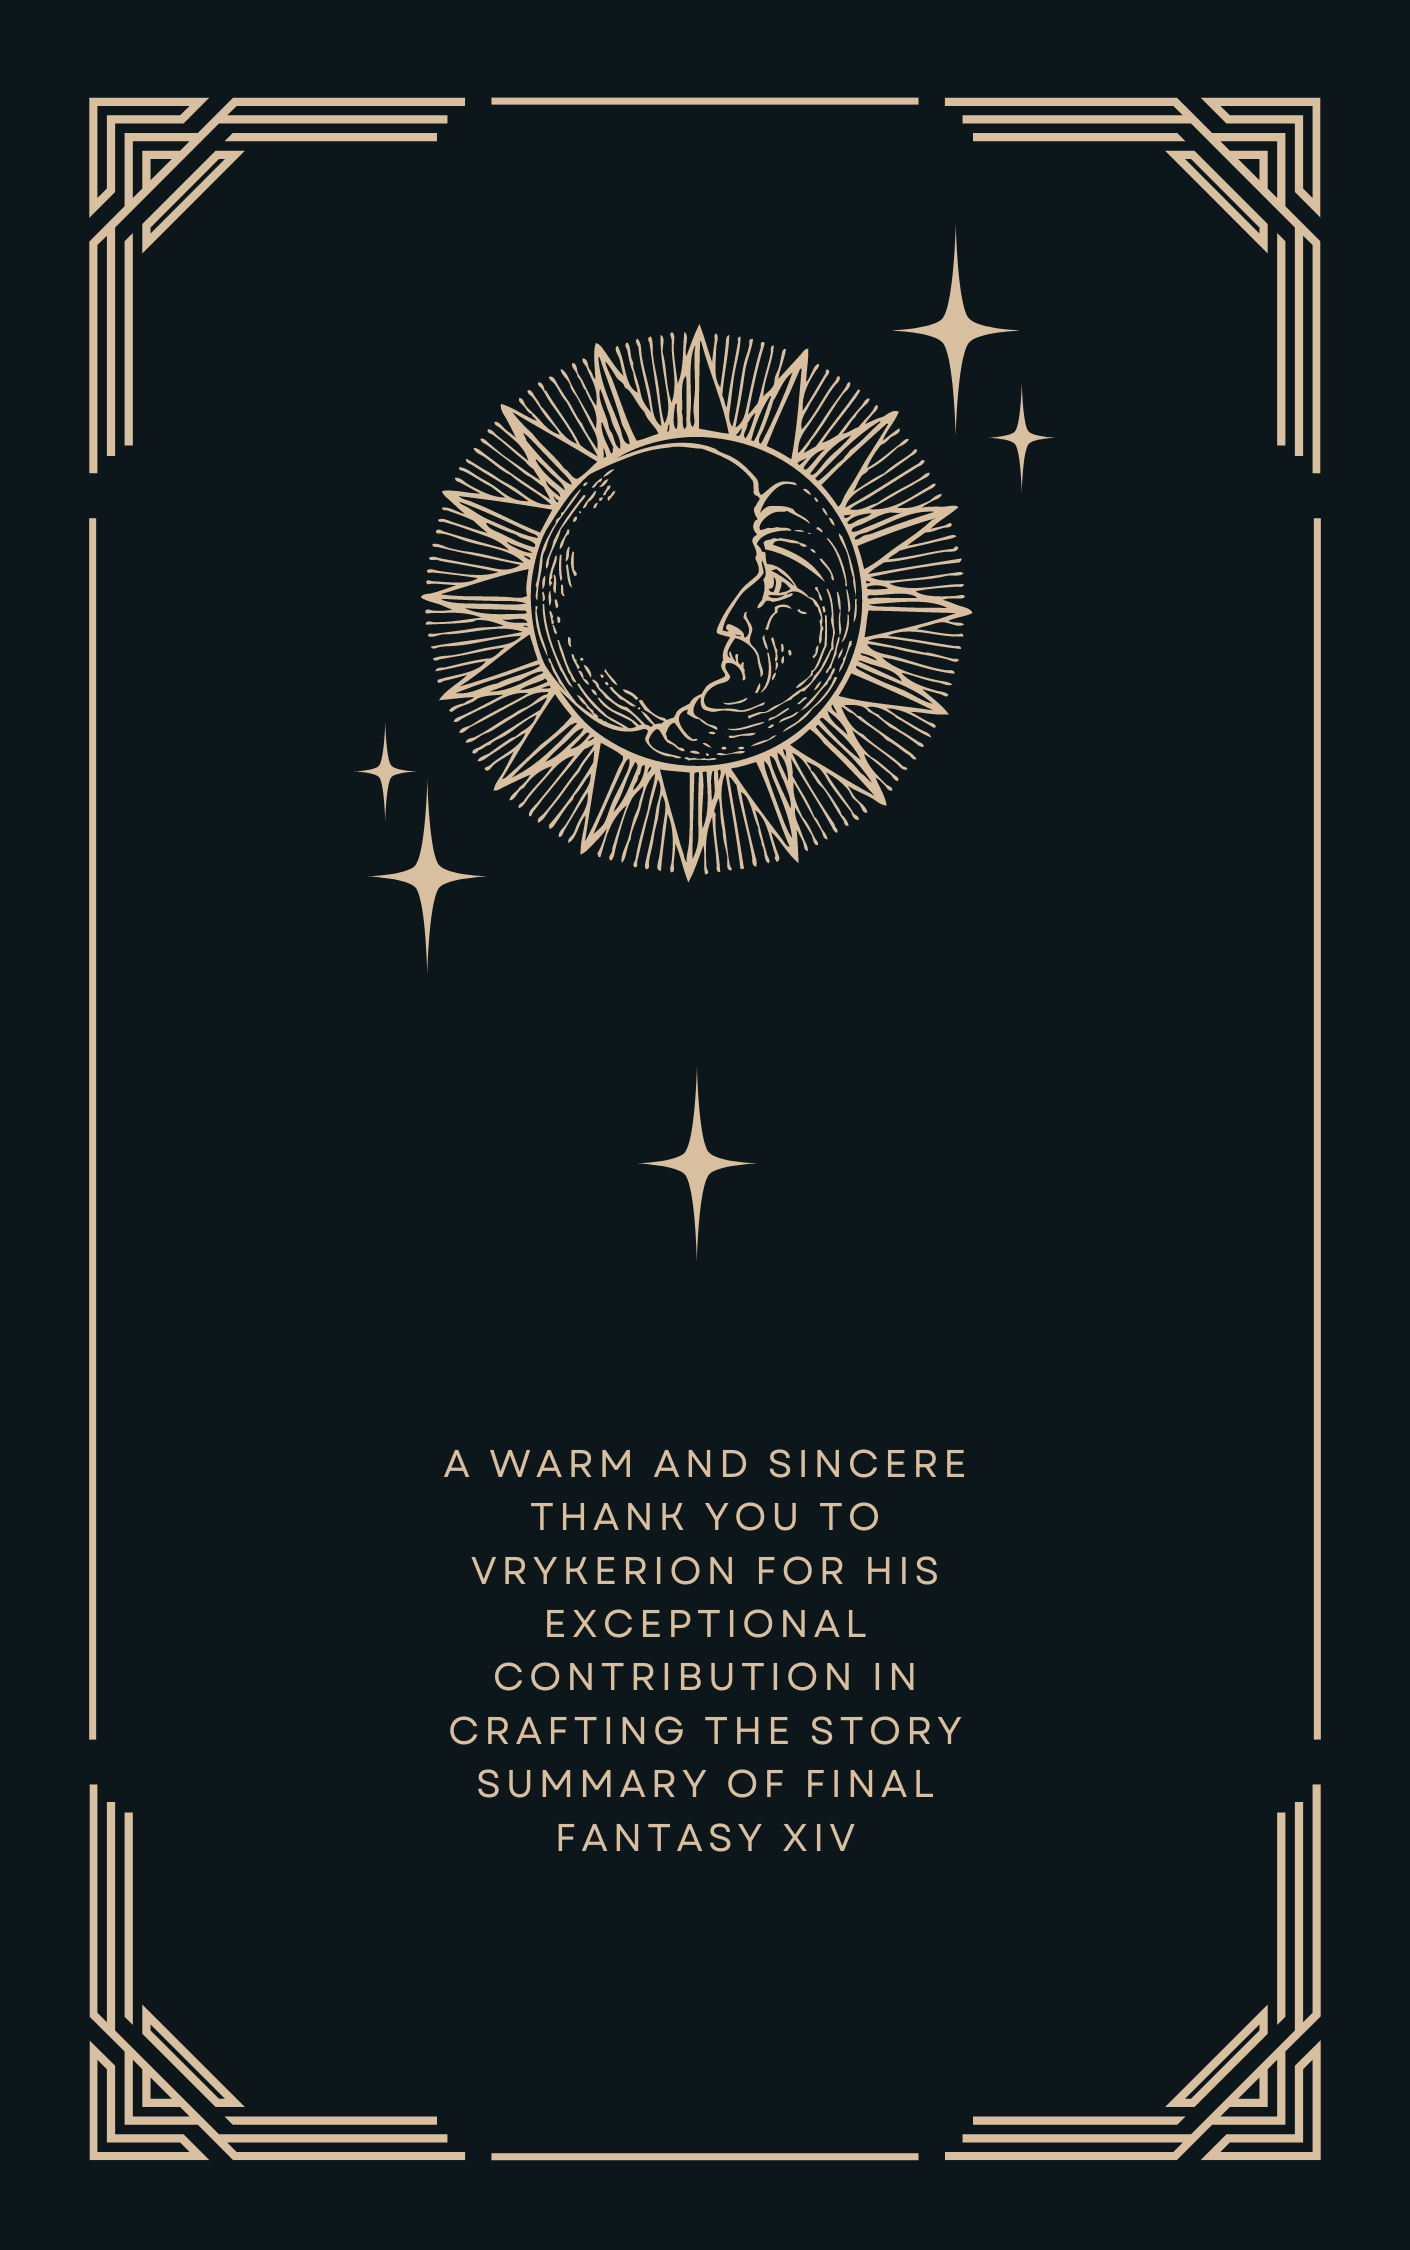 A WARM AND SINCERE
THANK YOU TO
VRYKERION FOR HIS
EXCEPTIONAL
CONTRIBUTION IN
CRAFTING THE STORY
SUMMARY OF FINAL
FANTASY XIV